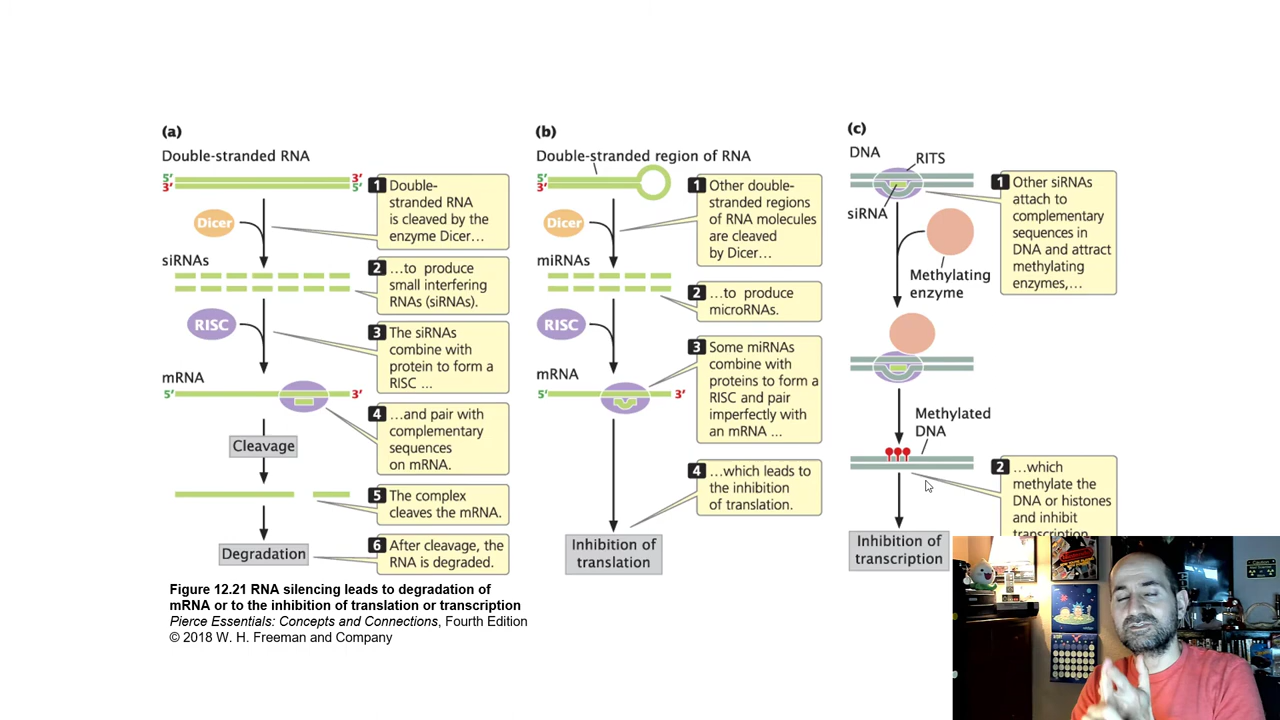 (a)
Double-stranded RNA
5' 3'
3' 5'
Dicer
siRNAs
RISC
mRNA
5' 3'
Cleavage
Degradation
1 Double-
stranded RNA
is cleaved by the
enzyme Dicer…
2 …to produce
small interfering
RNAs (siRNAs).
3 The siRNAs
combine with
protein to form a
RISC …
4 …and pair with
complementary
sequences
on mRNA.
5 The complex
cleaves the mRNA.
6 After cleavage, the
RNA is degraded.
(b)
Double-stranded region of RNA
5'
3'
Dicer
miRNAs
RISC
mRNA
5' 3'
Inhibition of
translation
1 Other double-
stranded regions
of RNA molecules
are cleaved
by Dicer…
2 …to produce
microRNAs.
3 Some miRNAs
combine with
proteins to form a
RISC and pair
imperfectly with
an mRNA …
4 …which leads to
the inhibition
of translation.
(c)
DNA
RITS
siRNA
Methylating
enzyme
Methylated
DNA
Inhibition of
transcription
1 Other siRNAs
attach to
complementary
sequences in
DNA and attract
methylating
enzymes,…
2 …which
methylate the
DNA or histones
and inhibit
transcription
Figure 12.21 RNA silencing leads to degradation of
mRNA or to the inhibition of translation or transcription
Pierce Essentials: Concepts and Connections, Fourth Edition
© 2018 W. H. Freeman and Company